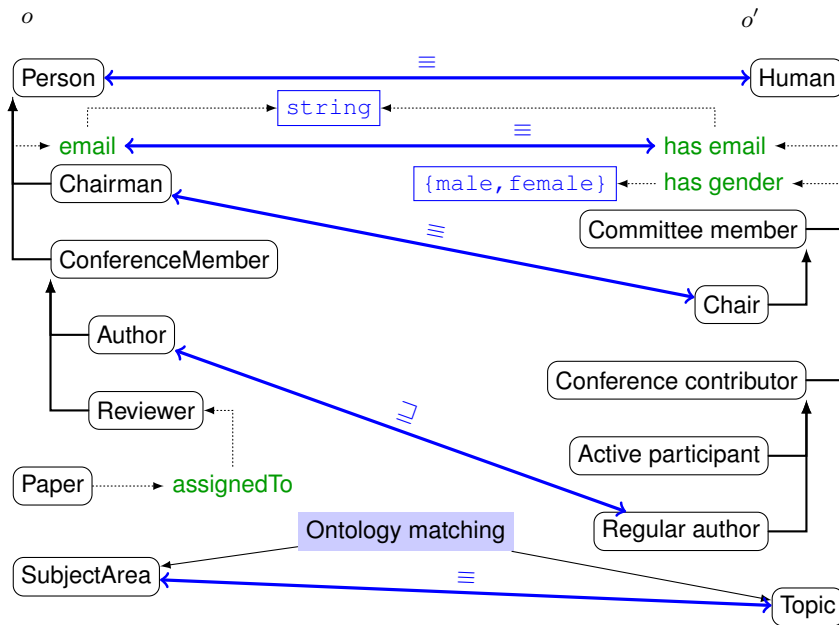 o
o′
≡
Person
Human
string
email
≡
has email
Chairman
{male,female}
has gender
≡
Committee member
ConferenceMember
Chair
Author
Conference contributor
Reviewer
⊒
Active participant
Paper
assignedTo
Ontology matching
Regular author
SubjectArea
≡
Topic